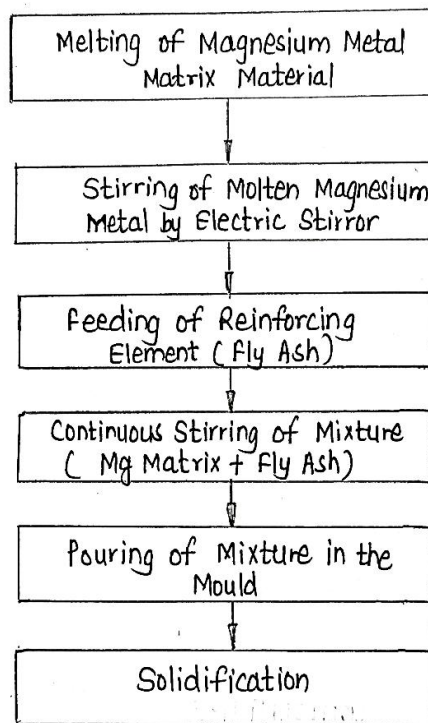 Melting of Magnesium Metal
Matrix Material
Stirring of Molten Magnesium
Metal by Electric Stirror
Feeding of Reinforcing
Element (Fly Ash)
Continuous Stirring of Mixture
( Mg Matrix + Fly Ash)
Pouring of Mixture in the
Mould
Solidification